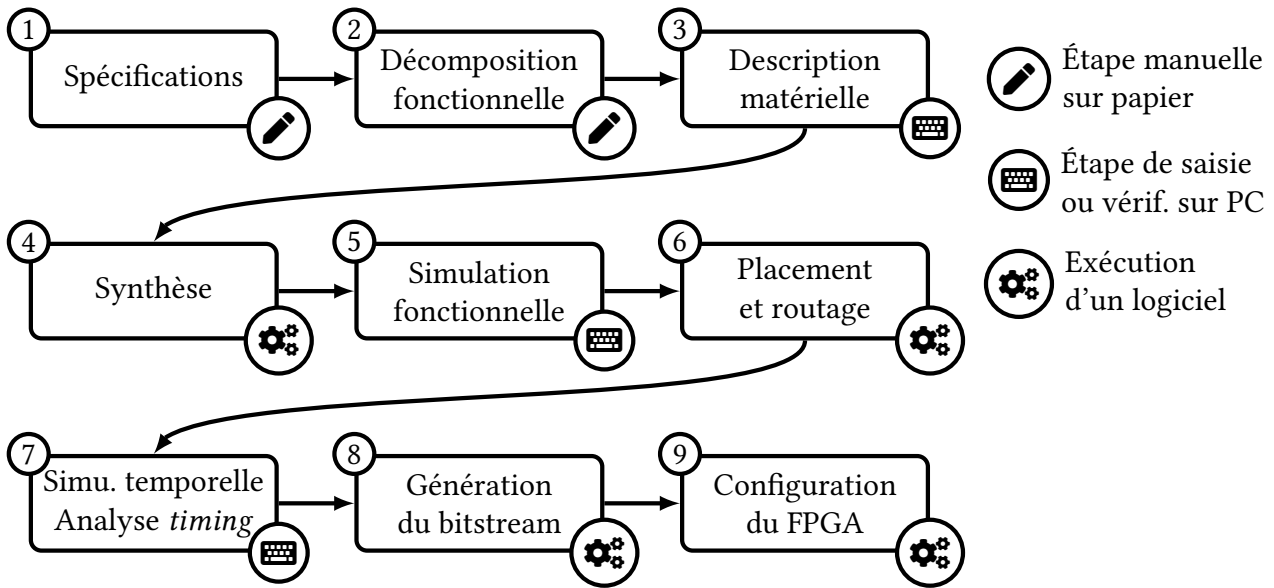 1
Spécifications
2
Décomposition
fonctionnelle
3
Description
matérielle
Étape manuelle
sur papier
Étape de saisie
ou vérif. sur PC
Exécution
d'un logiciel
4
Synthèse
5
Simulation
fonctionnelle
6
Placement
et routage
7
Simu. temporelle
Analyse timing
8
Génération
du bitstream
9
Configuration
du FPGA